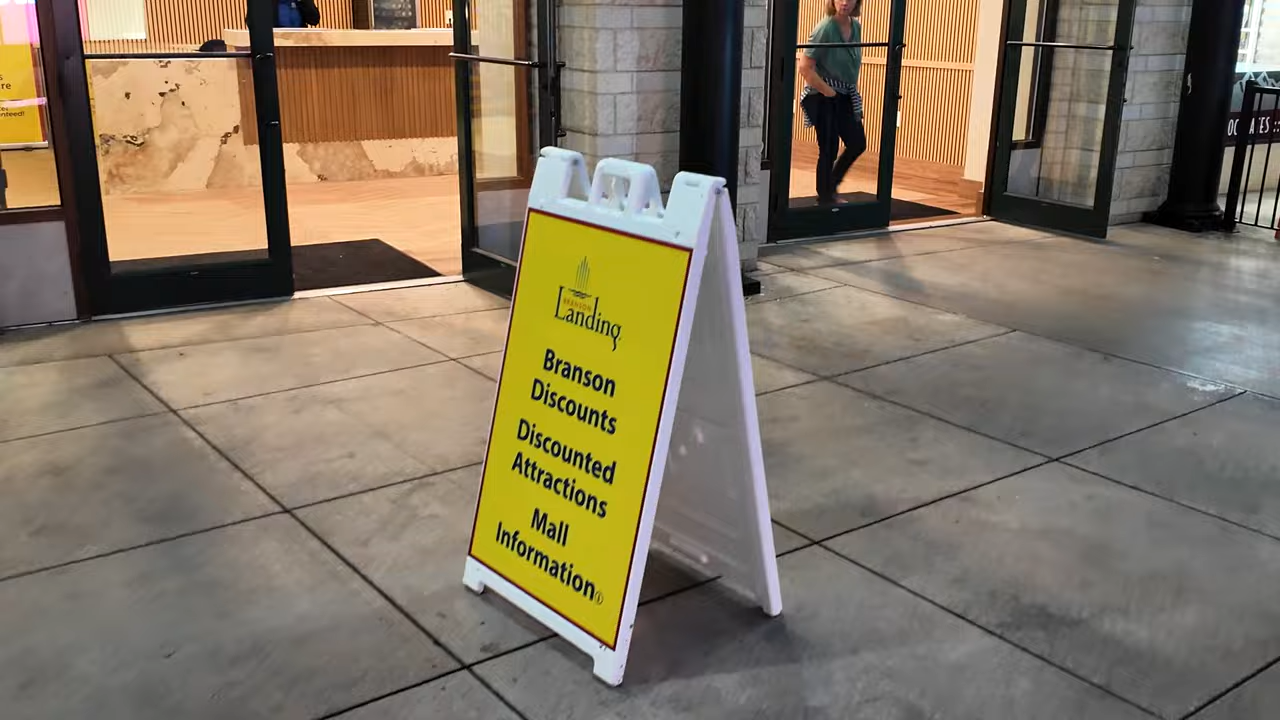 BRANSON
Landing
Branson
Discounts
Discounted
Attractions
Mall
Information